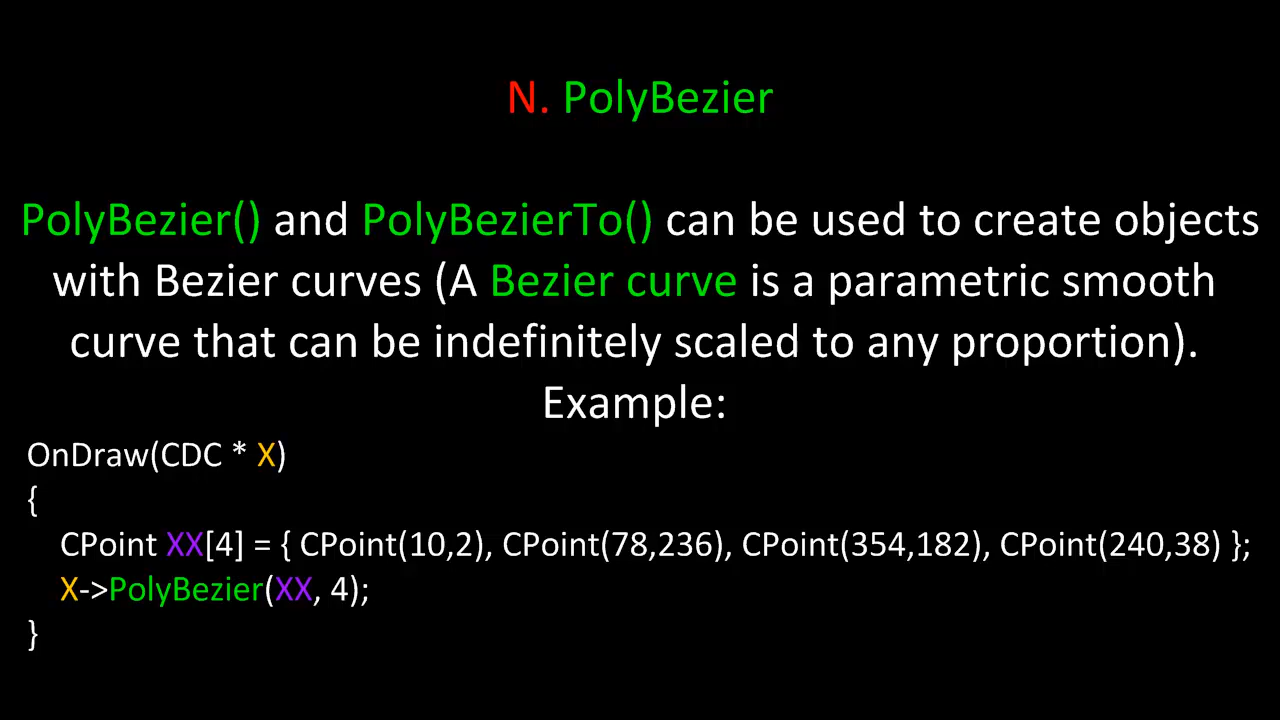 N. PolyBezier
PolyBezier() and PolyBezierTo() can be used to create objects
with Bezier curves (A Bezier curve is a parametric smooth
curve that can be indefinitely scaled to any proportion).
Example:
OnDraw(CDC * X)
{
CPoint XX[4] = { CPoint(10,2), CPoint(78,236), CPoint(354,182), CPoint(240,38) };
X->PolyBezier(XX, 4);
}